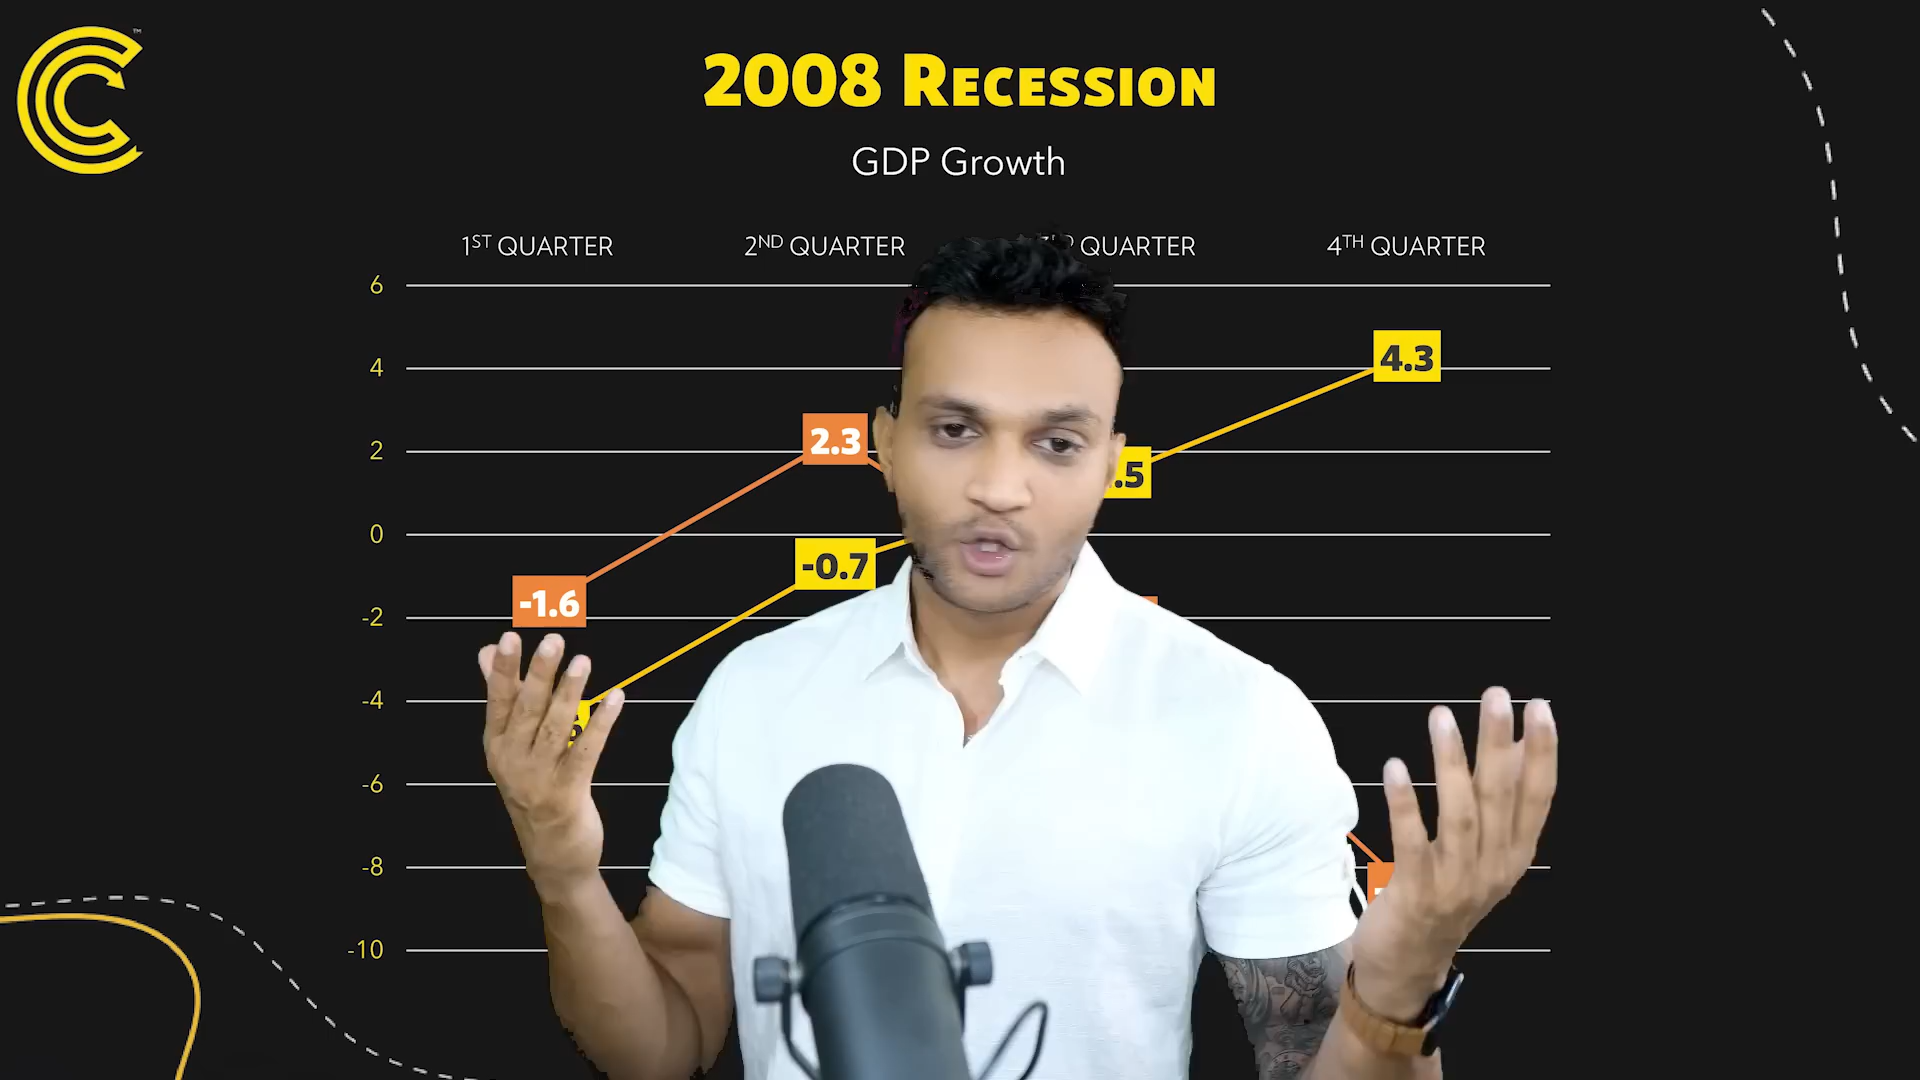 ™
2008 RECESSION
GDP Growth
1ST QUARTER
2ND QUARTER
QUARTER
4TH QUARTER
6
4
2
0
-2
-4
-6
-8
-10
4.3
2.3
.5
-0.7
-1.6